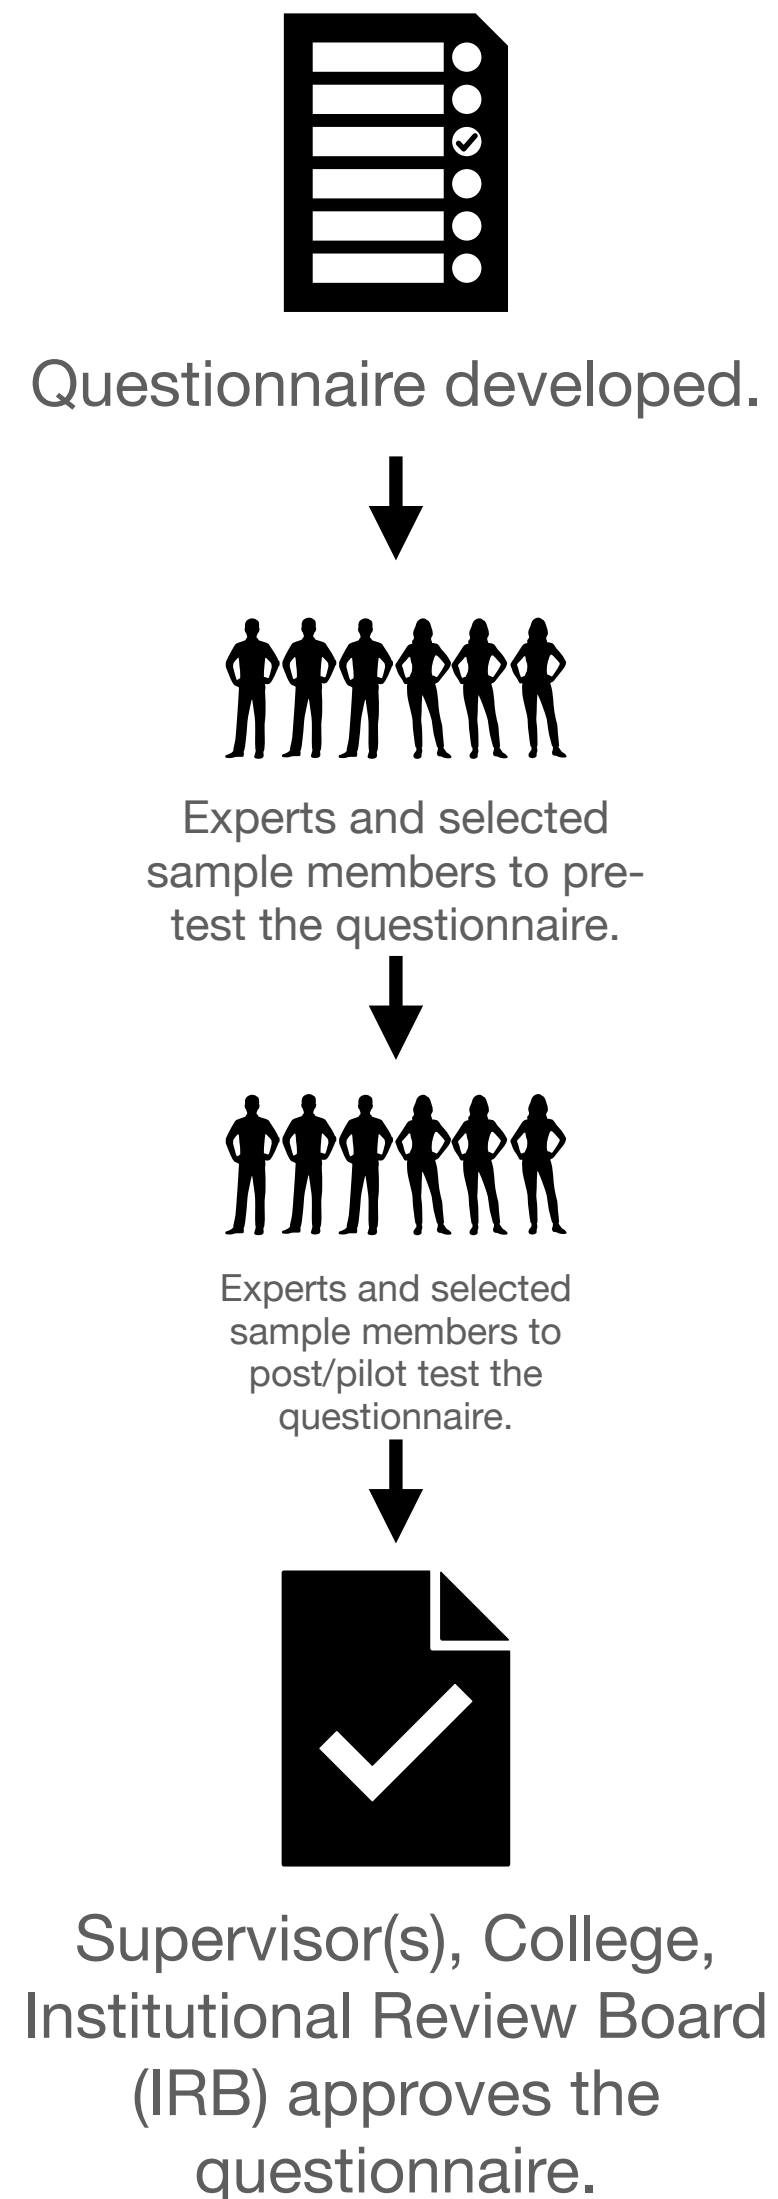 Questionnaire developed.
Experts and selected
sample members to pre-
test the questionnaire.
Experts and selected
sample members to
post/pilot test the
questionnaire.
Supervisor(s), College,
Institutional Review Board
(IRB) approves the
questionnaire.